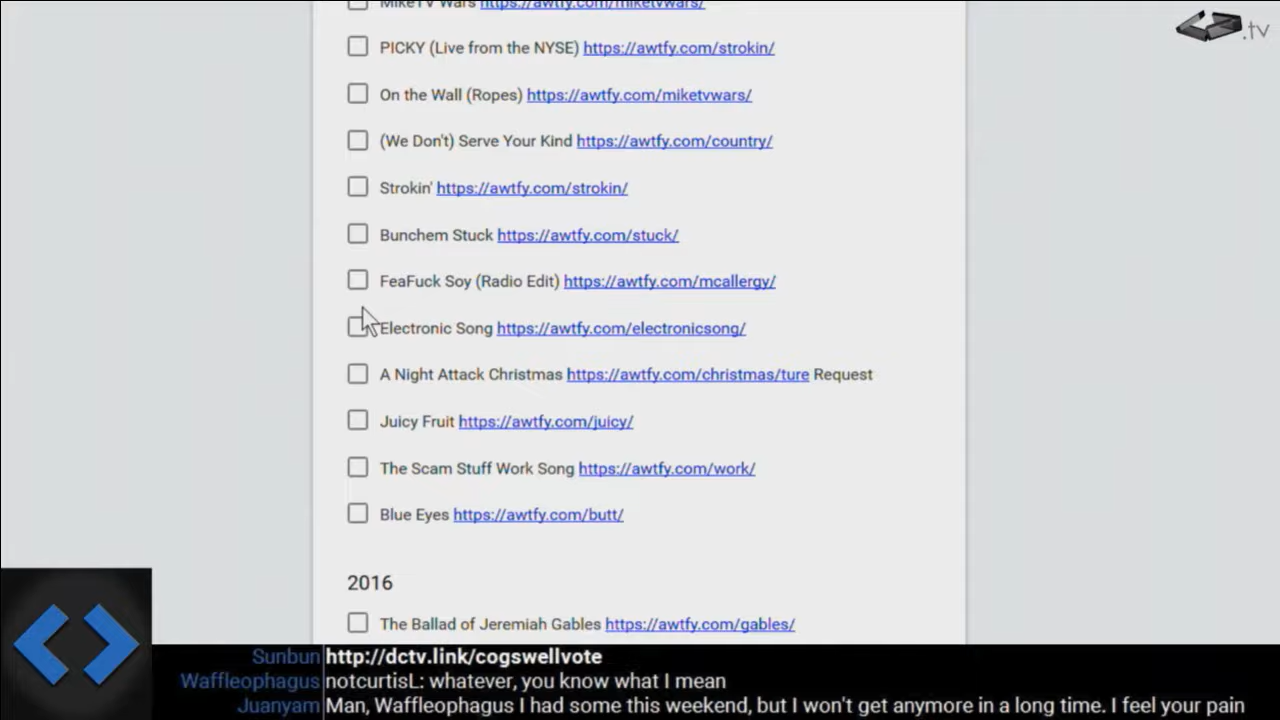 MikeTV Wars https://awtfy.com/miketvwars/
.tv
PICKY (Live from the NYSE) https://awtfy.com/strokin/
On the Wall (Ropes) https://awtfy.com/miketvwars/
(We Don't) Serve Your Kind https://awtfy.com/country/
Strokin' https://awtfy.com/strokin/
Bunchem Stuck https://awtfy.com/stuck/
FeaFuck Soy (Radio Edit) https://awtfy.com/mcallergy/
Electronic Song https://awtfy.com/electronicsong/
A Night Attack Christmas https://awtfy.com/christmas/ture Request
Juicy Fruit https://awtfy.com/juicy/
The Scam Stuff Work Song https://awtfy.com/work/
Blue Eyes https://awtfy.com/butt/
2016
The Ballad of Jeremiah Gables https://awtfy.com/gables/
Sunbun http://dctv.link/cogswellvote
Waffleophagus notcurtisL: whatever, you know what I mean
Juanyam Man, Waffleophagus I had some this weekend, but I won't get anymore in a long time. I feel your pain